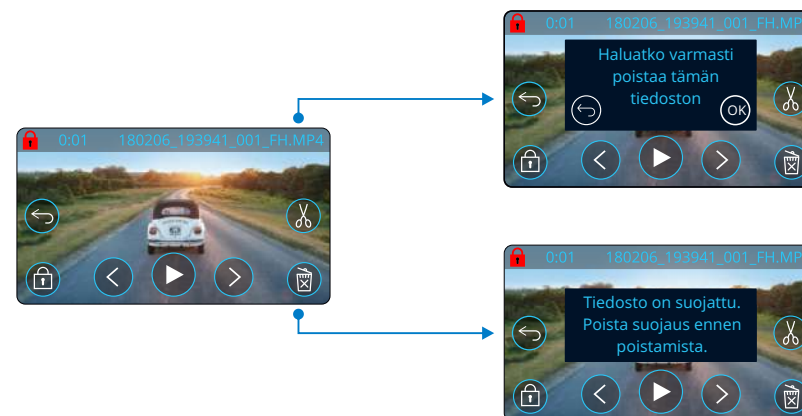 0:01 180206_193941_001_FH.MP
Haluatko varmasti
poistaa tämän
tiedoston
OK
0:01 180206_193941_001_FH.MP4
0:01 180206_193941_001_FH.MP
Tiedosto on suojattu.
Poista suojaus ennen
poistamista.